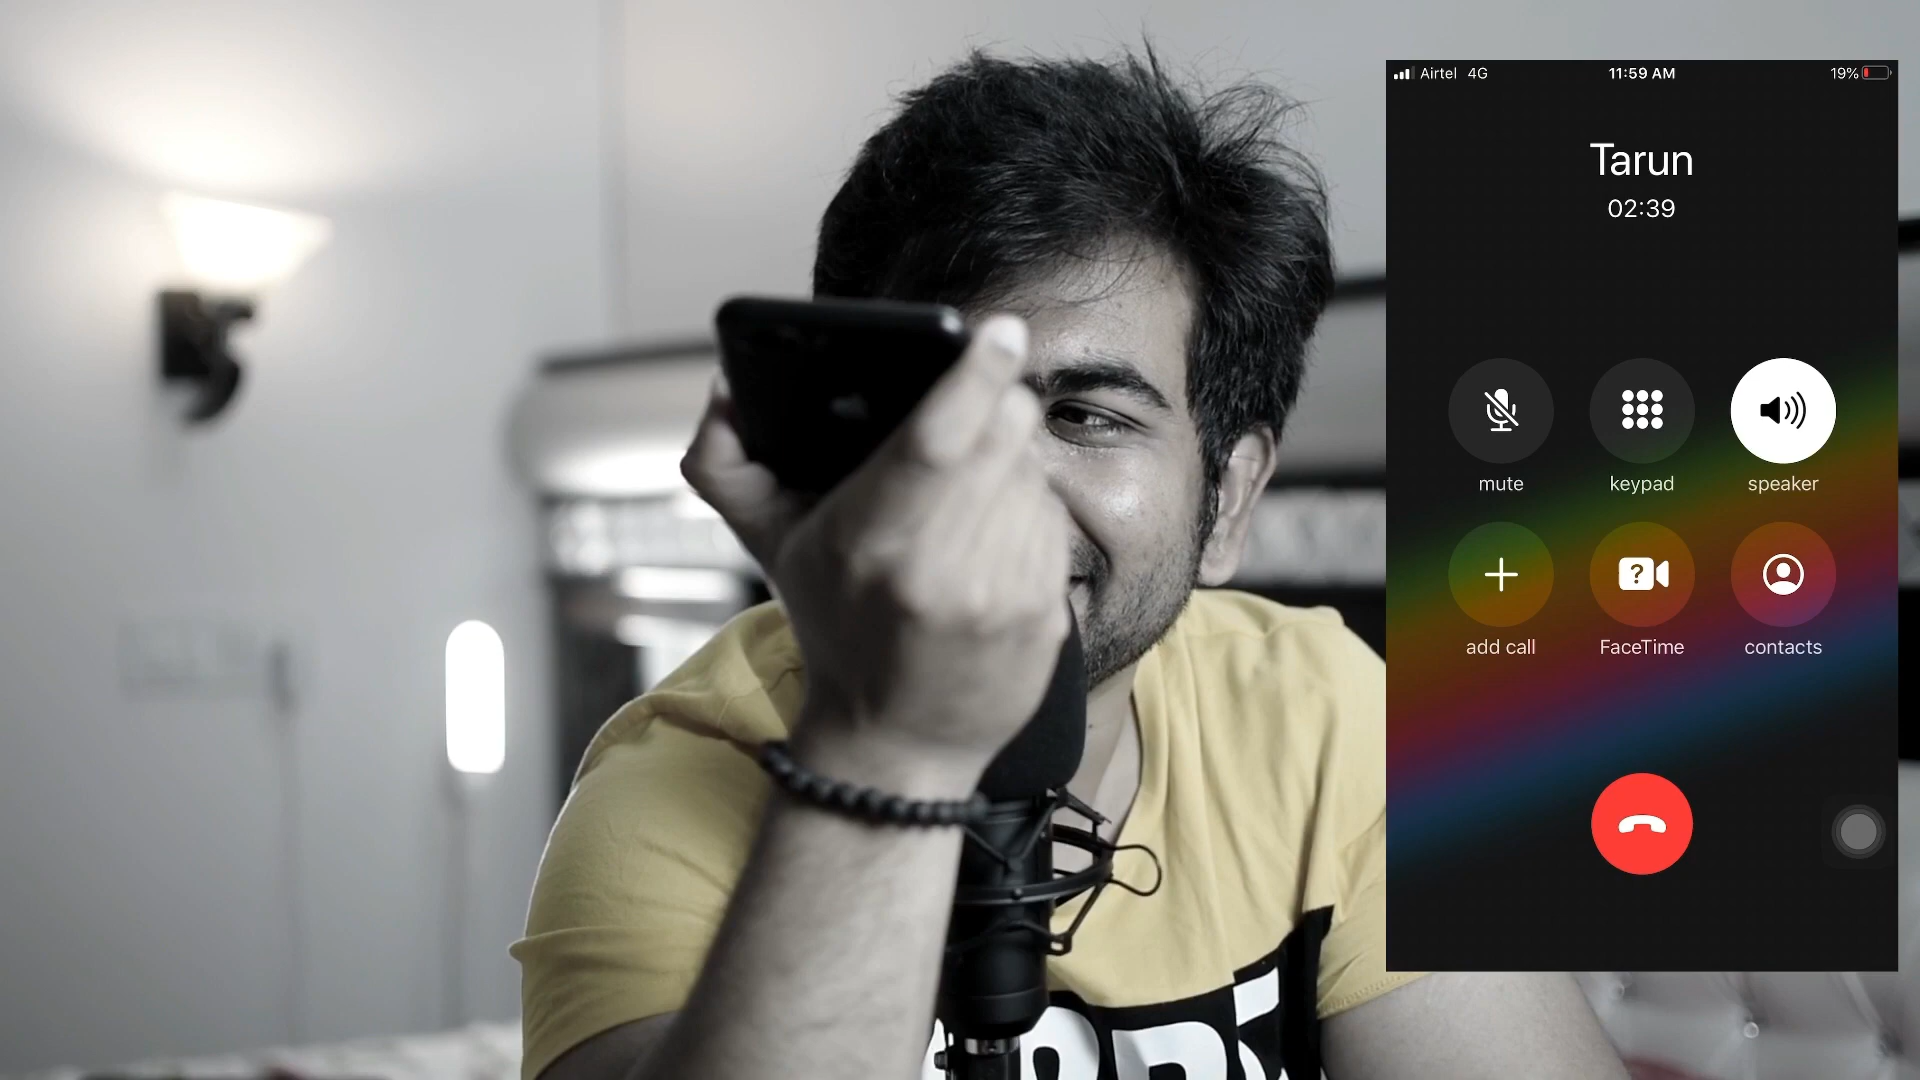 Airtel 4G 11:59 AM 19%
Tarun
02:39
mute keypad speaker
?
add call FaceTime contacts